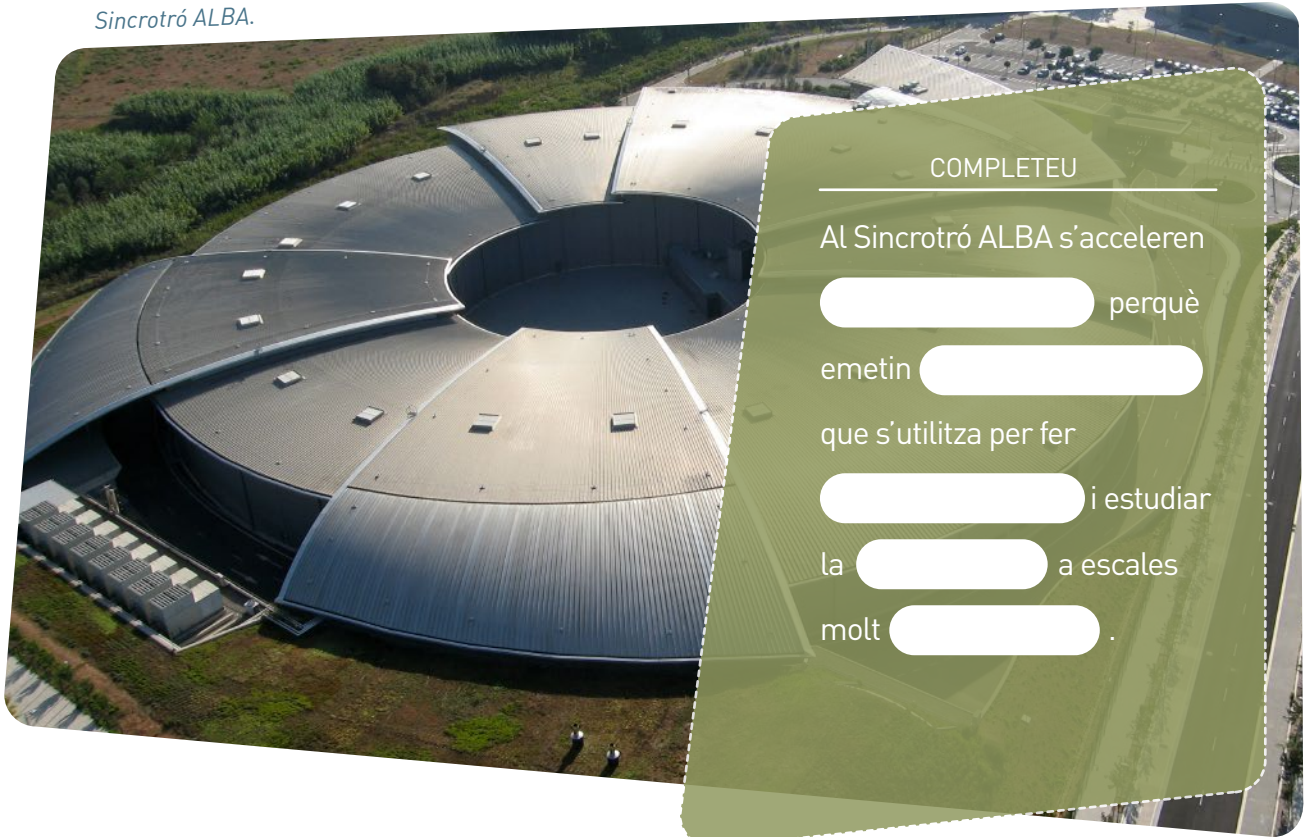 Sincrotró ALBA.
COMPLETEU
Al Sincrotró ALBA s’acceleren
perquè
emetin
que s’utilitza per fer
i estudiar
la a escales
molt .